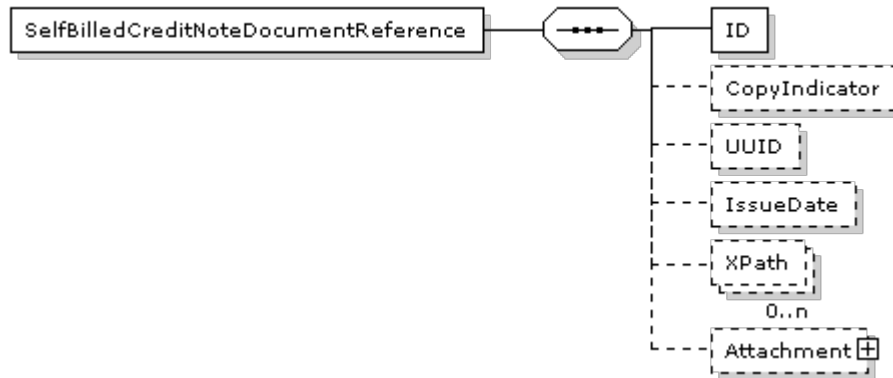 SelfBilledCreditNoteDocumentReference
ID
CopyIndicator
UUID
IssueDate
XPath
0..n
Attachment